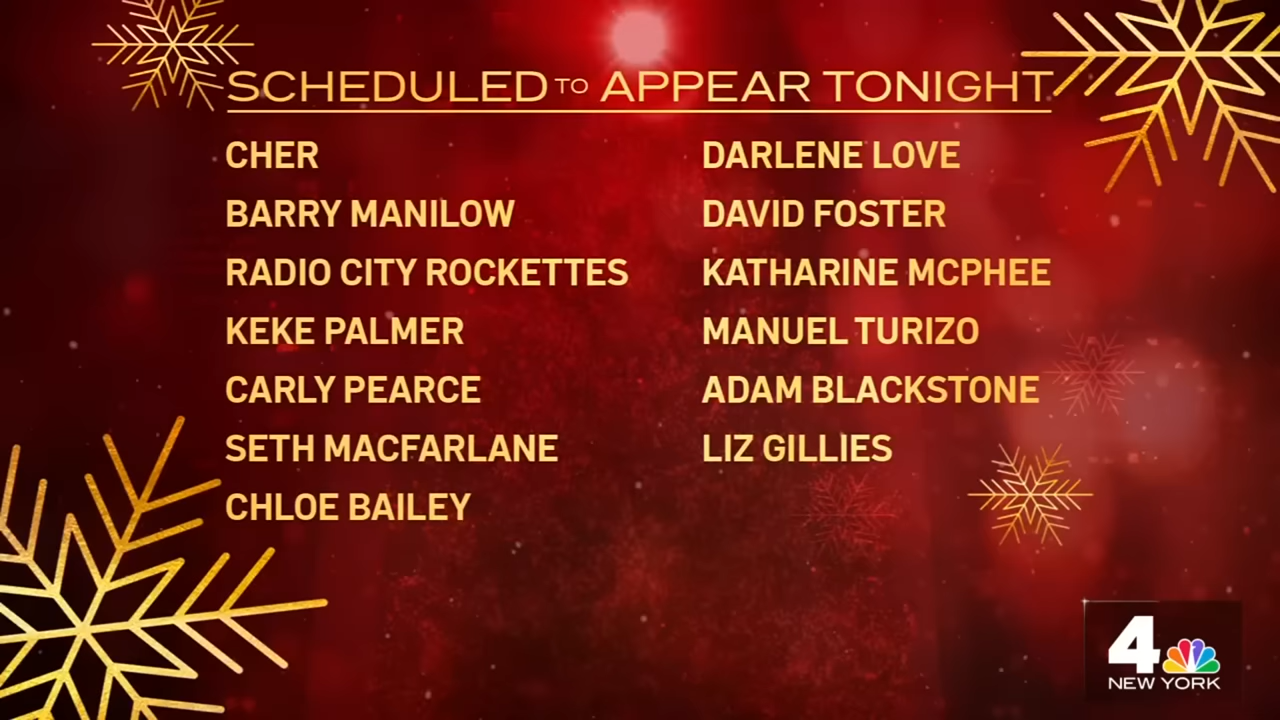 SCHEDULED TO APPEAR TONIGHT
CHER
BARRY MANILOW
RADIO CITY ROCKETTES
KEKE PALMER
CARLY PEARCE
SETH MACFARLANE
CHLOE BAILEY
DARLENE LOVE
DAVID FOSTER
KATHARINE MCPHEE
MANUEL TURIZO
ADAM BLACKSTONE
LIZ GILLIES
4
NEW YORK